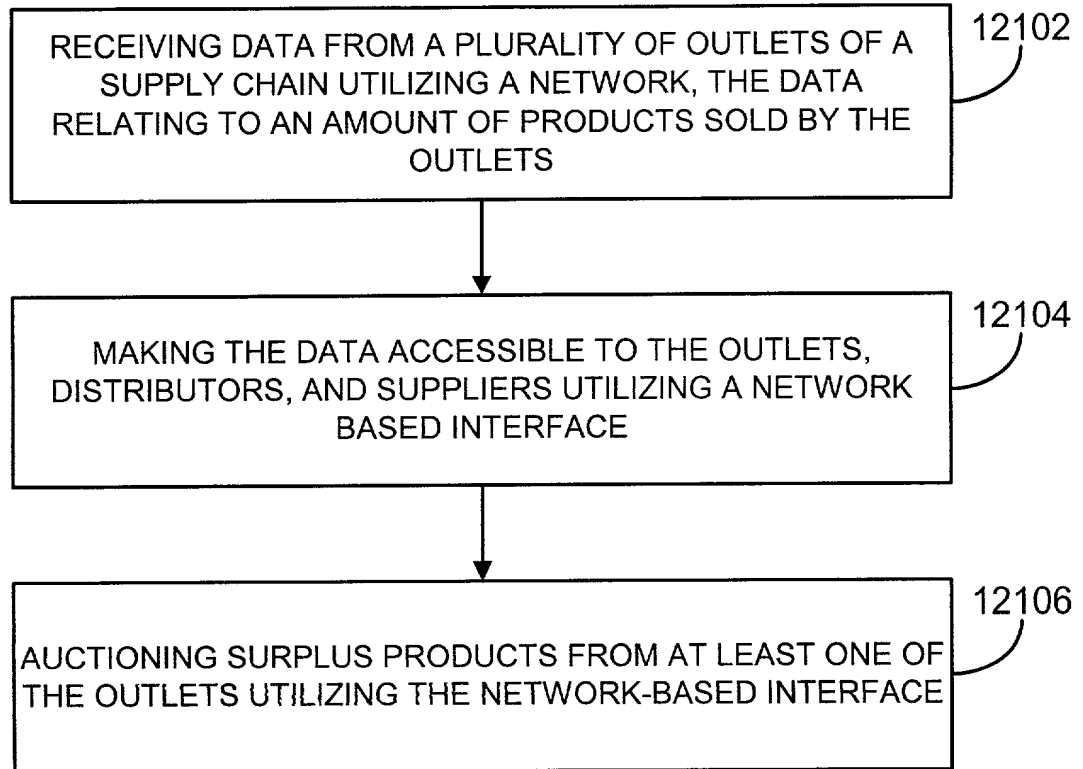 RECEIVING DATA FROM A PLURALITY OF OUTLETS OF A
SUPPLY CHAIN UTILIZING A NETWORK, THE DATA
RELATING TO AN AMOUNT OF PRODUCTS SOLD BY THE
OUTLETS
12102
MAKING THE DATA ACCESSIBLE TO THE OUTLETS,
DISTRIBUTORS, AND SUPPLIERS UTILIZING A NETWORK
BASED INTERFACE
12104
AUCTIONING SURPLUS PRODUCTS FROM AT LEAST ONE OF
THE OUTLETS UTILIZING THE NETWORK-BASED INTERFACE
12106